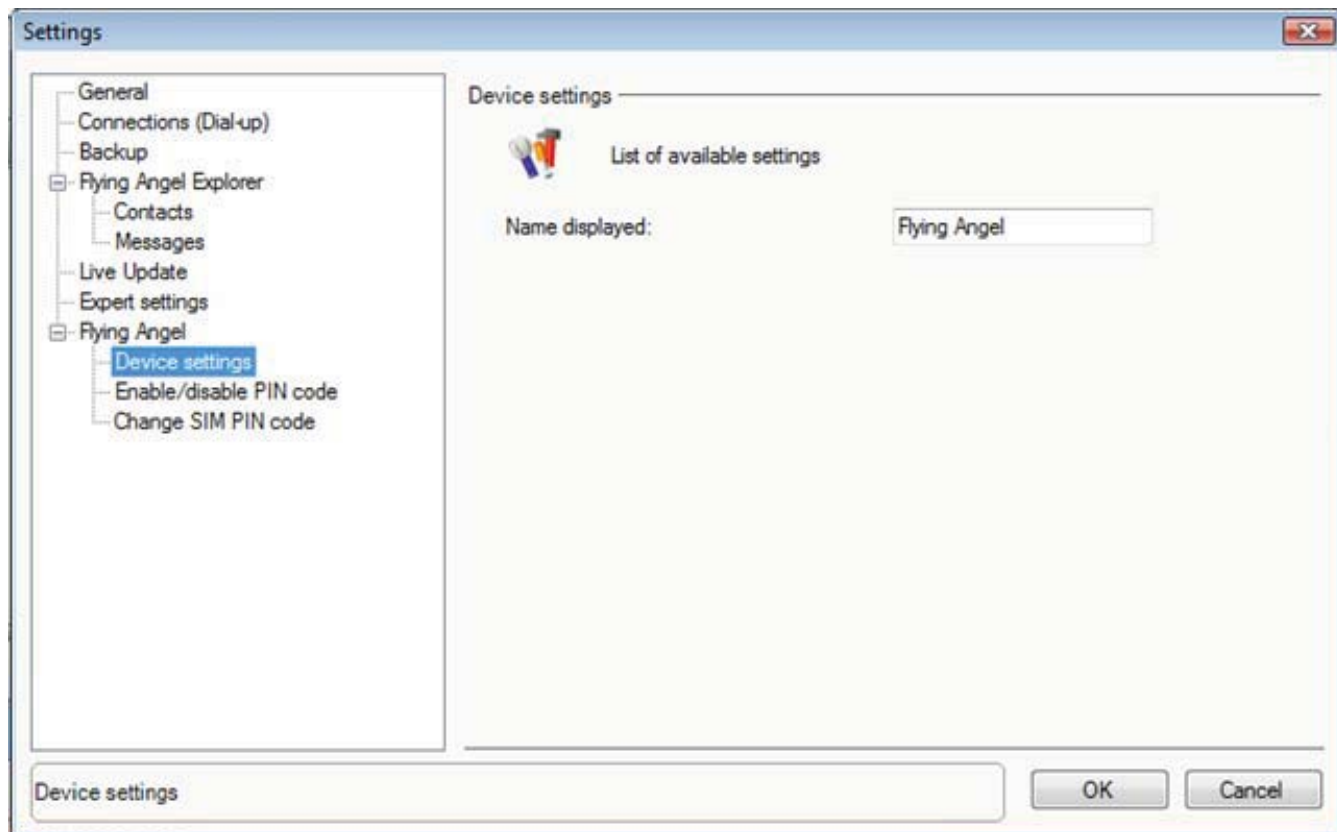 Settings
General
Connections (Dial-up)
Backup
Flying Angel Explorer
Contacts
Messages
Live Update
Expert settings
Flying Angel
Device settings
Enable/disable PIN code
Change SIM PIN code
Device settings
List of available settings
Name displayed: Flying Angel
Device settings
OK Cancel